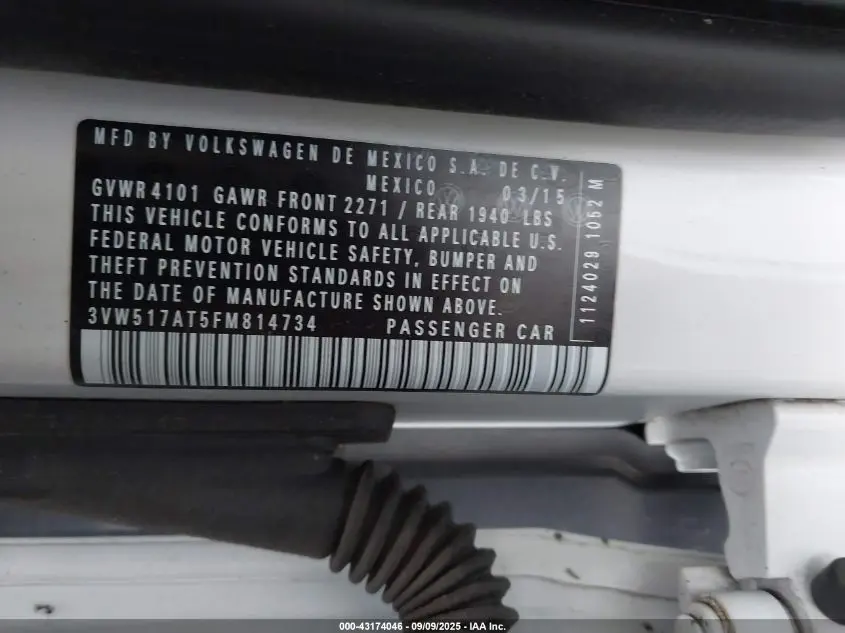 MFD BY VOLKSWAGEN DE MEXICO S.A. DE C.V.
MEXICO 03/15
GVWR 4101 GAWR FRONT 2271 / REAR 1940 LBS
THIS VEHICLE CONFORMS TO ALL APPLICABLE U.S.
FEDERAL MOTOR VEHICLE SAFETY, BUMPER AND
THEFT PREVENTION STANDARDS IN EFFECT ON
THE DATE OF MANUFACTURE SHOWN ABOVE.
3VW517AT5FM814734 PASSENGER CAR
1124029 1052 M
000-43174046 - 09/09/2025 - IAA Inc.